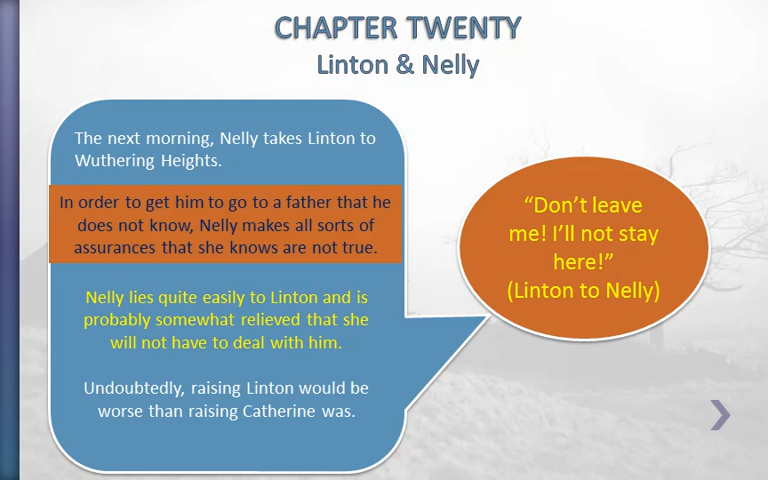 CHAPTER TWENTY
Linton & Nelly
The next morning, Nelly takes Linton to
Wuthering Heights.
In order to get him to go to a father that he
does not know, Nelly makes all sorts of
assurances that she knows are not true.
Nelly lies quite easily to Linton and is
probably somewhat relieved that she
will not have to deal with him.
Undoubtedly, raising Linton would be
worse than raising Catherine was.
“Don’t leave
me! I’ll not stay
here!”
(Linton to Nelly)